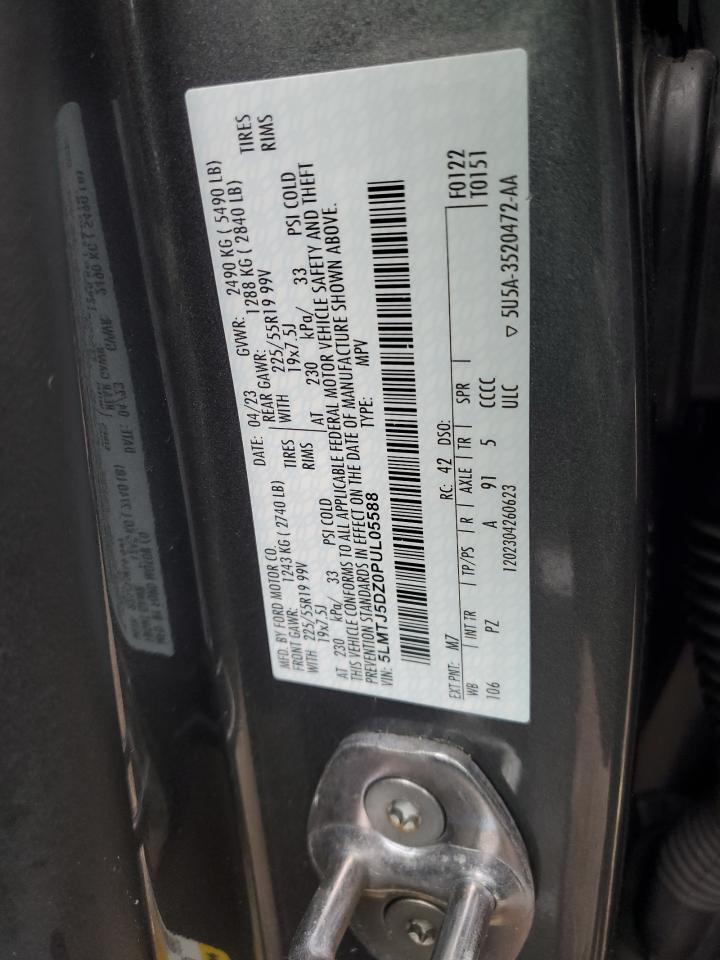 MFD. BY FORD MOTOR CO.
DATE: 04/23 GVWR: 2490 KG ( 5490 LB)
FRONT GAWR: 1243 KG ( 2740 LB) REAR GAWR: 1288 KG ( 2840 LB)
WITH 225/55R19 99V TIRES WITH 225/55R19 99V TIRES
19x7.5J RIMS 19x7.5J RIMS
AT 230 kPa/ 33 PSI COLD AT 230 kPa/ 33 PSI COLD
THIS VEHICLE CONFORMS TO ALL APPLICABLE FEDERAL MOTOR VEHICLE SAFETY AND THEFT
PREVENTION STANDARDS IN EFFECT ON THE DATE OF MANUFACTURE SHOWN ABOVE.
VIN: 5LMTJ5DZ0PUL05588 TYPE: MPV
F0122
T0151
EXT PNT: M7 RC: 42 DSO:
WB INT TR TP/PS R AXLE TR SPR
106 PZ A 91 5 CCCC
1202304260623 ULC
▽ 5U5A-3520472-AA